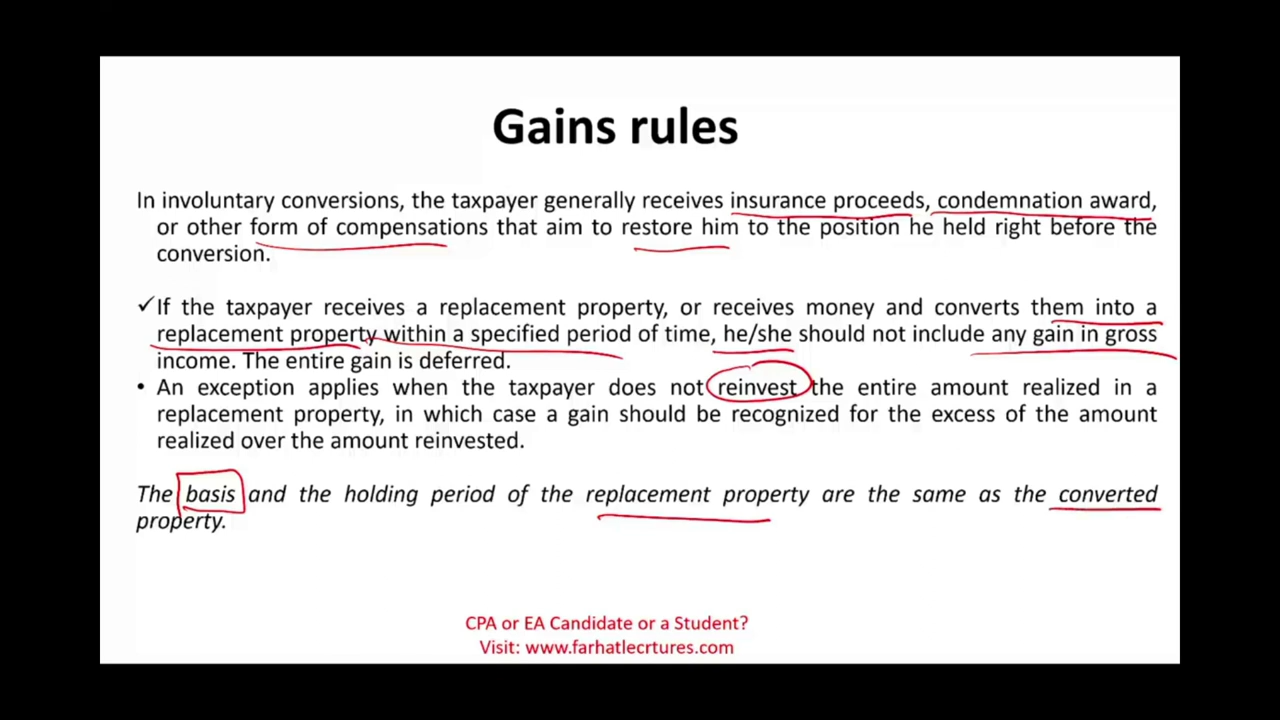 Gains rules
In involuntary conversions, the taxpayer generally receives insurance proceeds, condemnation award,
or other form of compensations that aim to restore him to the position he held right before the
conversion.
✓If the taxpayer receives a replacement property, or receives money and converts them into a
replacement property within a specified period of time, he/she should not include any gain in gross
income. The entire gain is deferred.
• An exception applies when the taxpayer does not reinvest the entire amount realized in a
replacement property, in which case a gain should be recognized for the excess of the amount
realized over the amount reinvested.
The basis and the holding period of the replacement property are the same as the converted
property.
CPA or EA Candidate or a Student?
Visit: www.farhatlecrtures.com